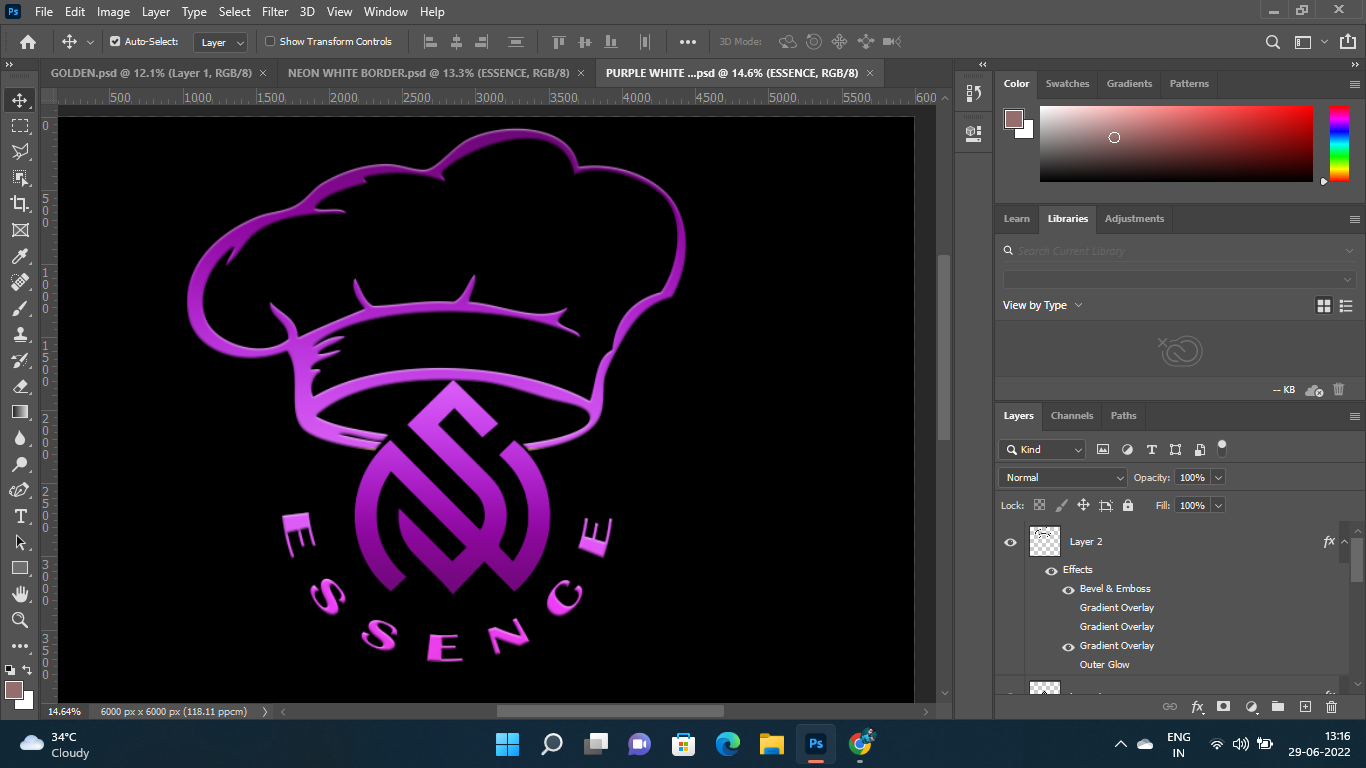 Ps File Edit Image Layer Type Select Filter 3D View Window Help
Auto-Select: Layer Show Transform Controls 3D Mode:
GOLDEN.psd @ 12.1% (Layer 1, RGB/8) × NEON WHITE BORDER.psd @ 13.3% (ESSENCE, RGB/8) × PURPLE WHITE ...psd @ 14.6% (ESSENCE, RGB/8) ×
500 1000 1500 2000 2500 3000 3500 4000 4500 5000 5500 600
0
500
1000
1500
2000
2500
3000
3500
ESSENCE
14.64% 6000 px x 6000 px (118.11 ppcm)
Color Swatches Gradients Patterns
Learn Libraries Adjustments
Search Current Library
View by Type
-- KB
Layers Channels Paths
Kind
Normal Opacity: 100%
Lock: Fill: 100%
Layer 2 fx
Effects
Bevel & Emboss
Gradient Overlay
Gradient Overlay
Gradient Overlay
Outer Glow
fx
34°C
Cloudy
Ps
ENG
IN
13:16
29-06-2022